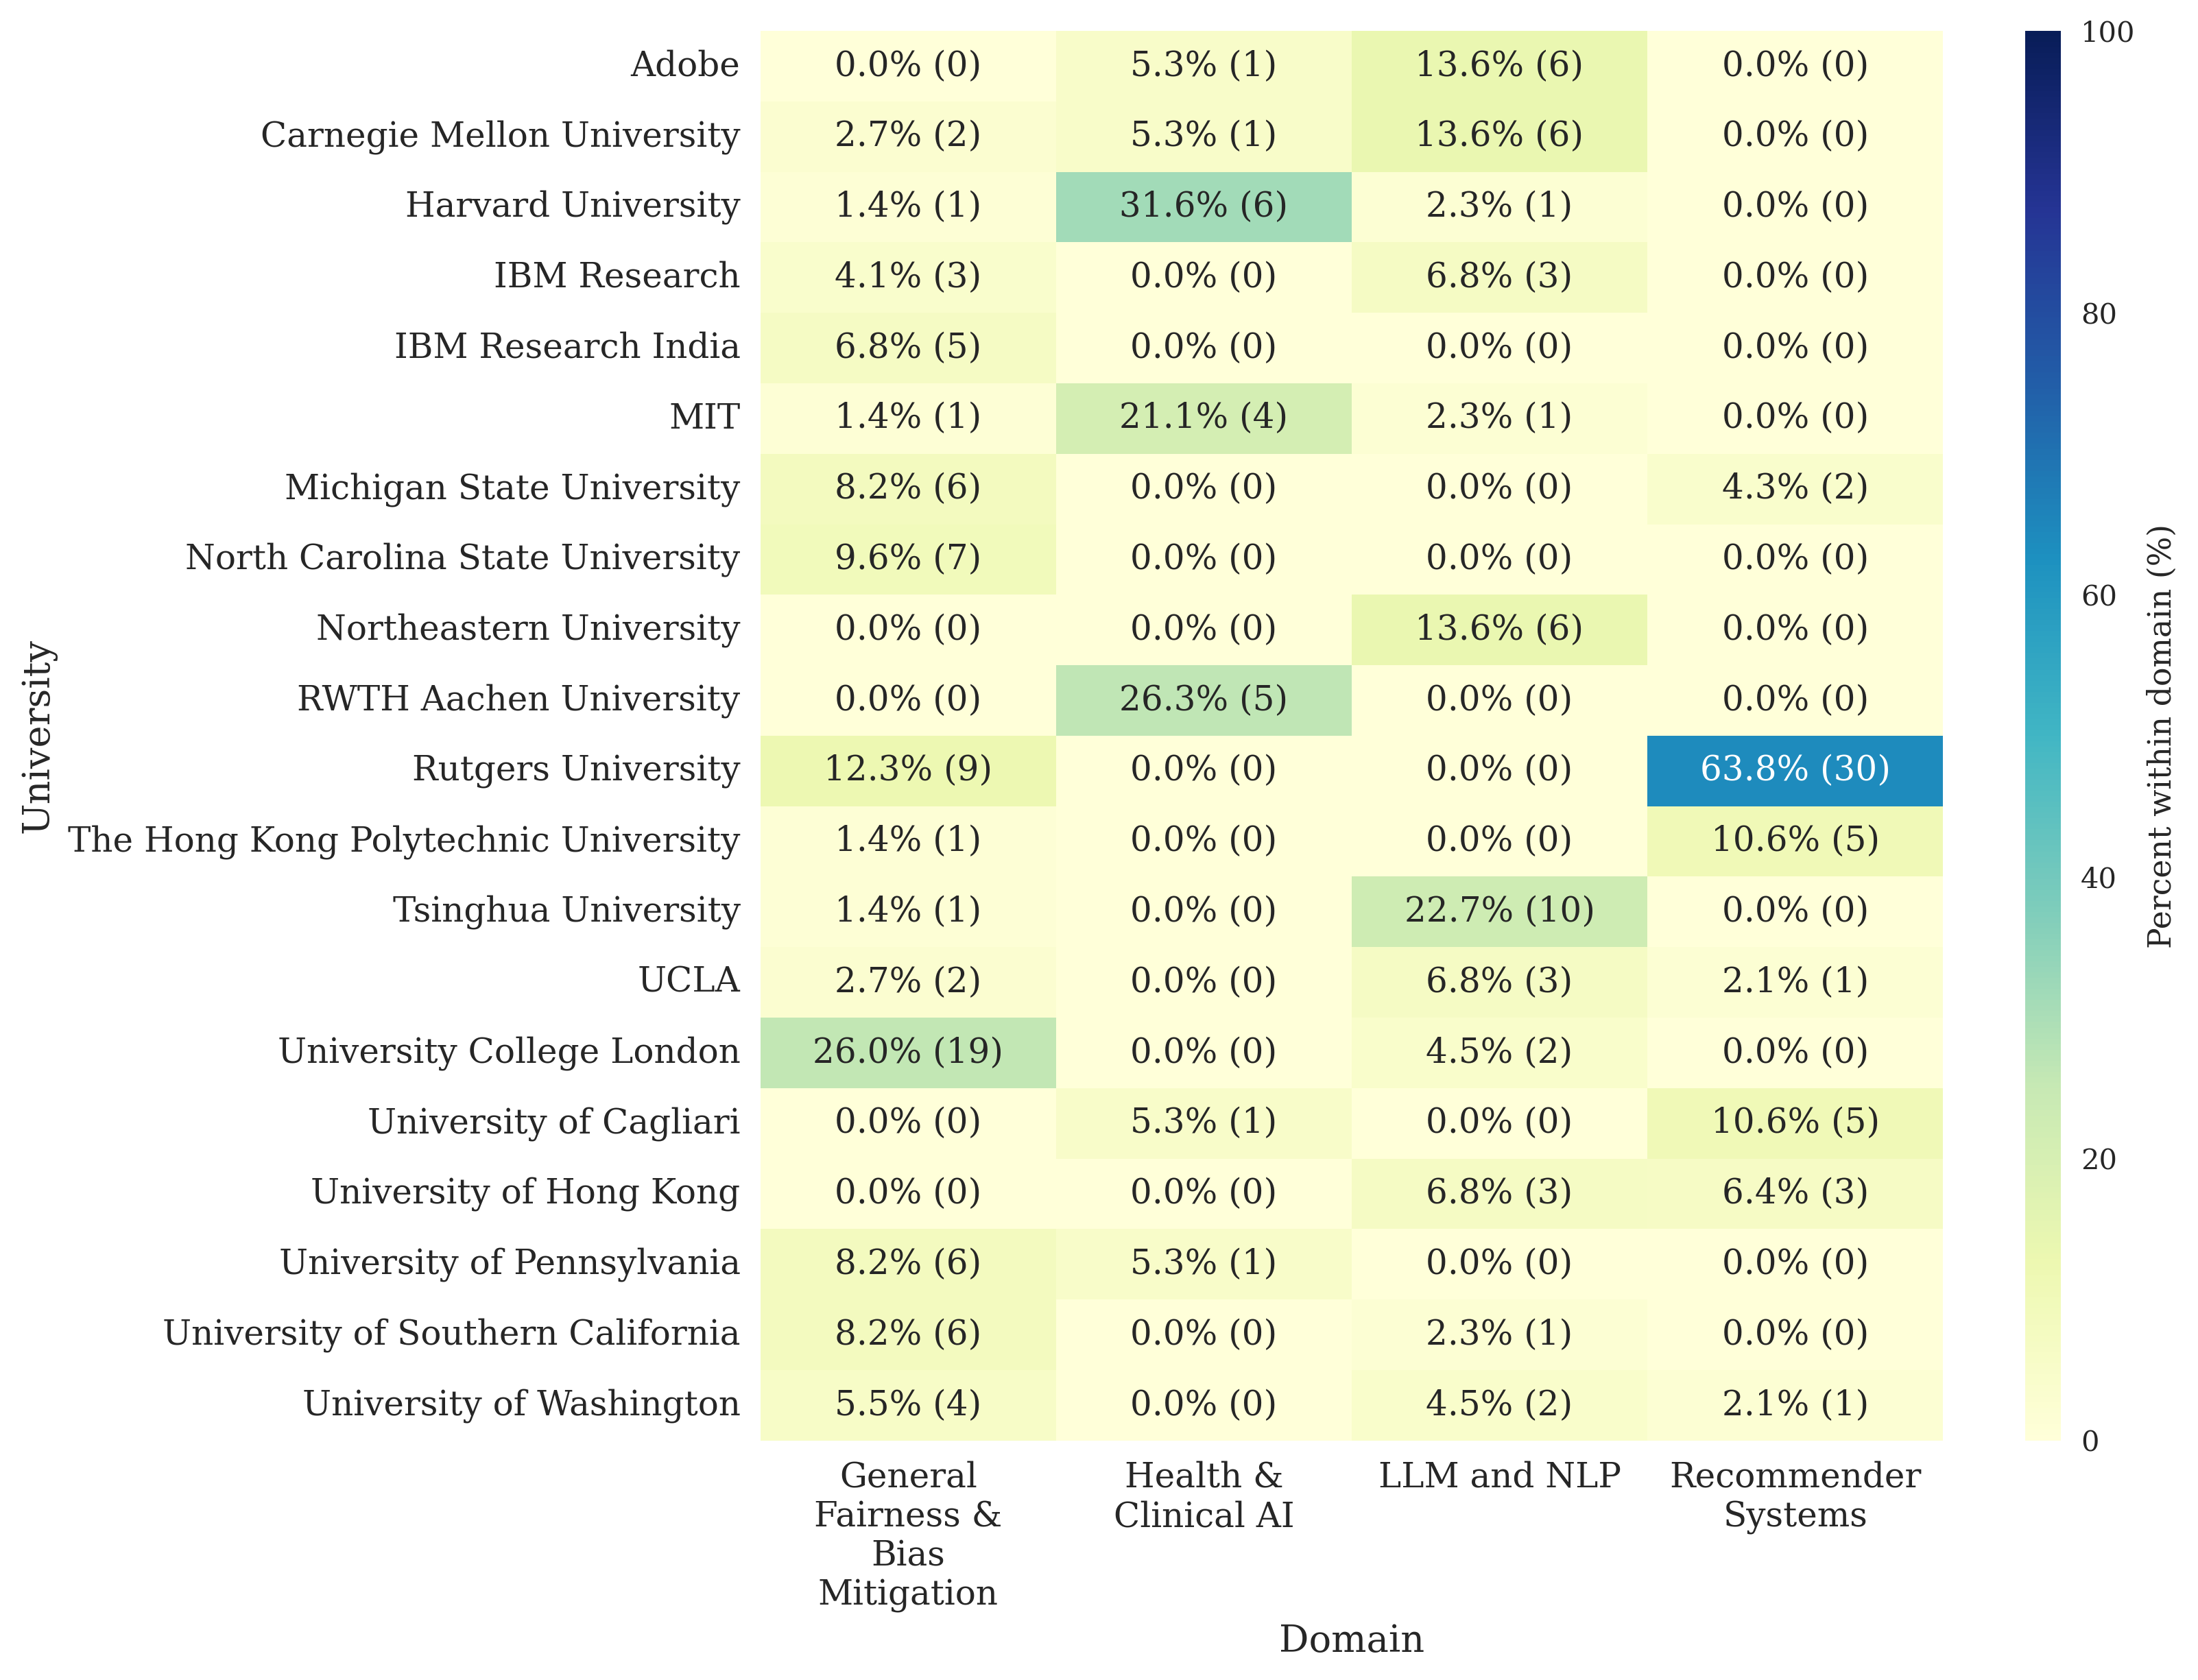 Adobe 0.0% (0) 5.3% (1) 13.6% (6) 0.0% (0)
Carnegie Mellon University 2.7% (2) 5.3% (1) 13.6% (6) 0.0% (0)
Harvard University 1.4% (1) 31.6% (6) 2.3% (1) 0.0% (0)
IBM Research 4.1% (3) 0.0% (0) 6.8% (3) 0.0% (0)
IBM Research India 6.8% (5) 0.0% (0) 0.0% (0) 0.0% (0)
MIT 1.4% (1) 21.1% (4) 2.3% (1) 0.0% (0)
Michigan State University 8.2% (6) 0.0% (0) 0.0% (0) 4.3% (2)
North Carolina State University 9.6% (7) 0.0% (0) 0.0% (0) 0.0% (0)
Northeastern University 0.0% (0) 0.0% (0) 13.6% (6) 0.0% (0)
RWTH Aachen University 0.0% (0) 26.3% (5) 0.0% (0) 0.0% (0)
Rutgers University 12.3% (9) 0.0% (0) 0.0% (0) 63.8% (30)
The Hong Kong Polytechnic University 1.4% (1) 0.0% (0) 0.0% (0) 10.6% (5)
Tsinghua University 1.4% (1) 0.0% (0) 22.7% (10) 0.0% (0)
UCLA 2.7% (2) 0.0% (0) 6.8% (3) 2.1% (1)
University College London 26.0% (19) 0.0% (0) 4.5% (2) 0.0% (0)
University of Cagliari 0.0% (0) 5.3% (1) 0.0% (0) 10.6% (5)
University of Hong Kong 0.0% (0) 0.0% (0) 6.8% (3) 6.4% (3)
University of Pennsylvania 8.2% (6) 5.3% (1) 0.0% (0) 0.0% (0)
University of Southern California 8.2% (6) 0.0% (0) 2.3% (1) 0.0% (0)
University of Washington 5.5% (4) 0.0% (0) 4.5% (2) 2.1% (1)
University
General
Fairness &
Bias
Mitigation
Health &
Clinical AI
LLM and NLP
Recommender
Systems
Domain
100
80
60
40
20
0
Percent within domain (%)